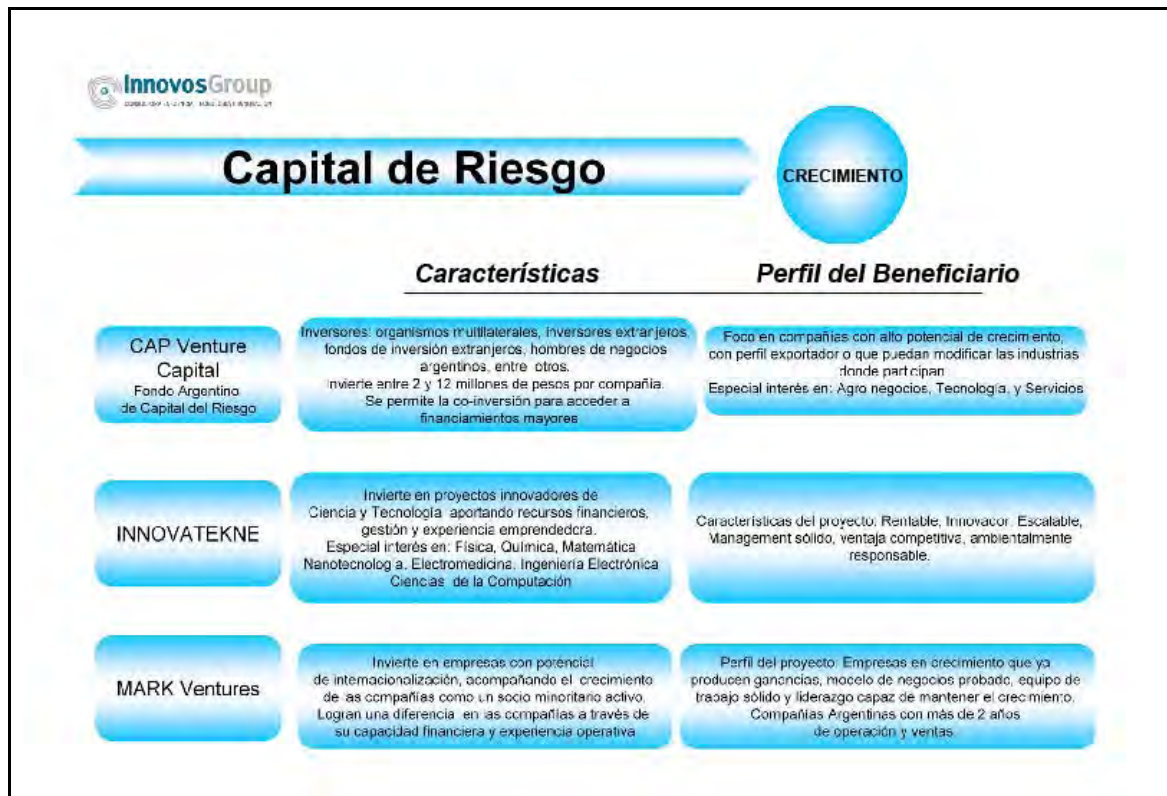 InnovosGroup
Capital de Riesgo
CRECIMIENTO
Características
Perfil del Beneficiario
CAP Venture
Capital
Fondo Argentino
de Capital del Riesgo
Inversores: organismos multilaterales, inversores extranjeros,
fondos de inversión extranjeros, hombres de negocios
argentinos, entre otros.
Invierte entre 2 y 12 millones de pesos por compañía.
Se permite la co-inversión para acceder a
financiamientos mayores
Foco en compañías con alto potencial de crecimiento,
con perfil exportador o que puedan modificar las industrias
donde participan
Especial interés en: Agro negocios, Tecnología, y Servicios
INNOVATEKNE
Invierte en proyectos innovadores de
Ciencia y Tecnología aportando recursos financieros,
gestión y experiencia emprendedora.
Especial interés en: Física, Química, Matemática
Nanotecnología, Electromedicina, Ingeniería Electrónica
Ciencias de la Computación
Características del proyecto: Rentable, Innovador, Escalable,
Management sólido, ventaja competitiva, ambientalmente
responsable.
MARK Ventures
Invierte en empresas con potencial
de internacionalización, acompañando el crecimiento
de las compañías como un socio minoritario activo.
Logran una diferencia en las compañías a través de
su capacidad financiera y experiencia operativa
Perfil del proyecto: Empresas en crecimiento que ya
producen ganancias, modelo de negocios probado, equipo de
trabajo sólido y liderazgo capaz de mantener el crecimiento.
Compañías Argentinas con más de 2 años
de operación y ventas